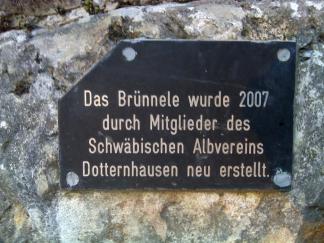 Das Brünnele wurde 2007
durch Mitglieder des
Schwäbischen Albvereins
Dotternhausen neu erstellt.